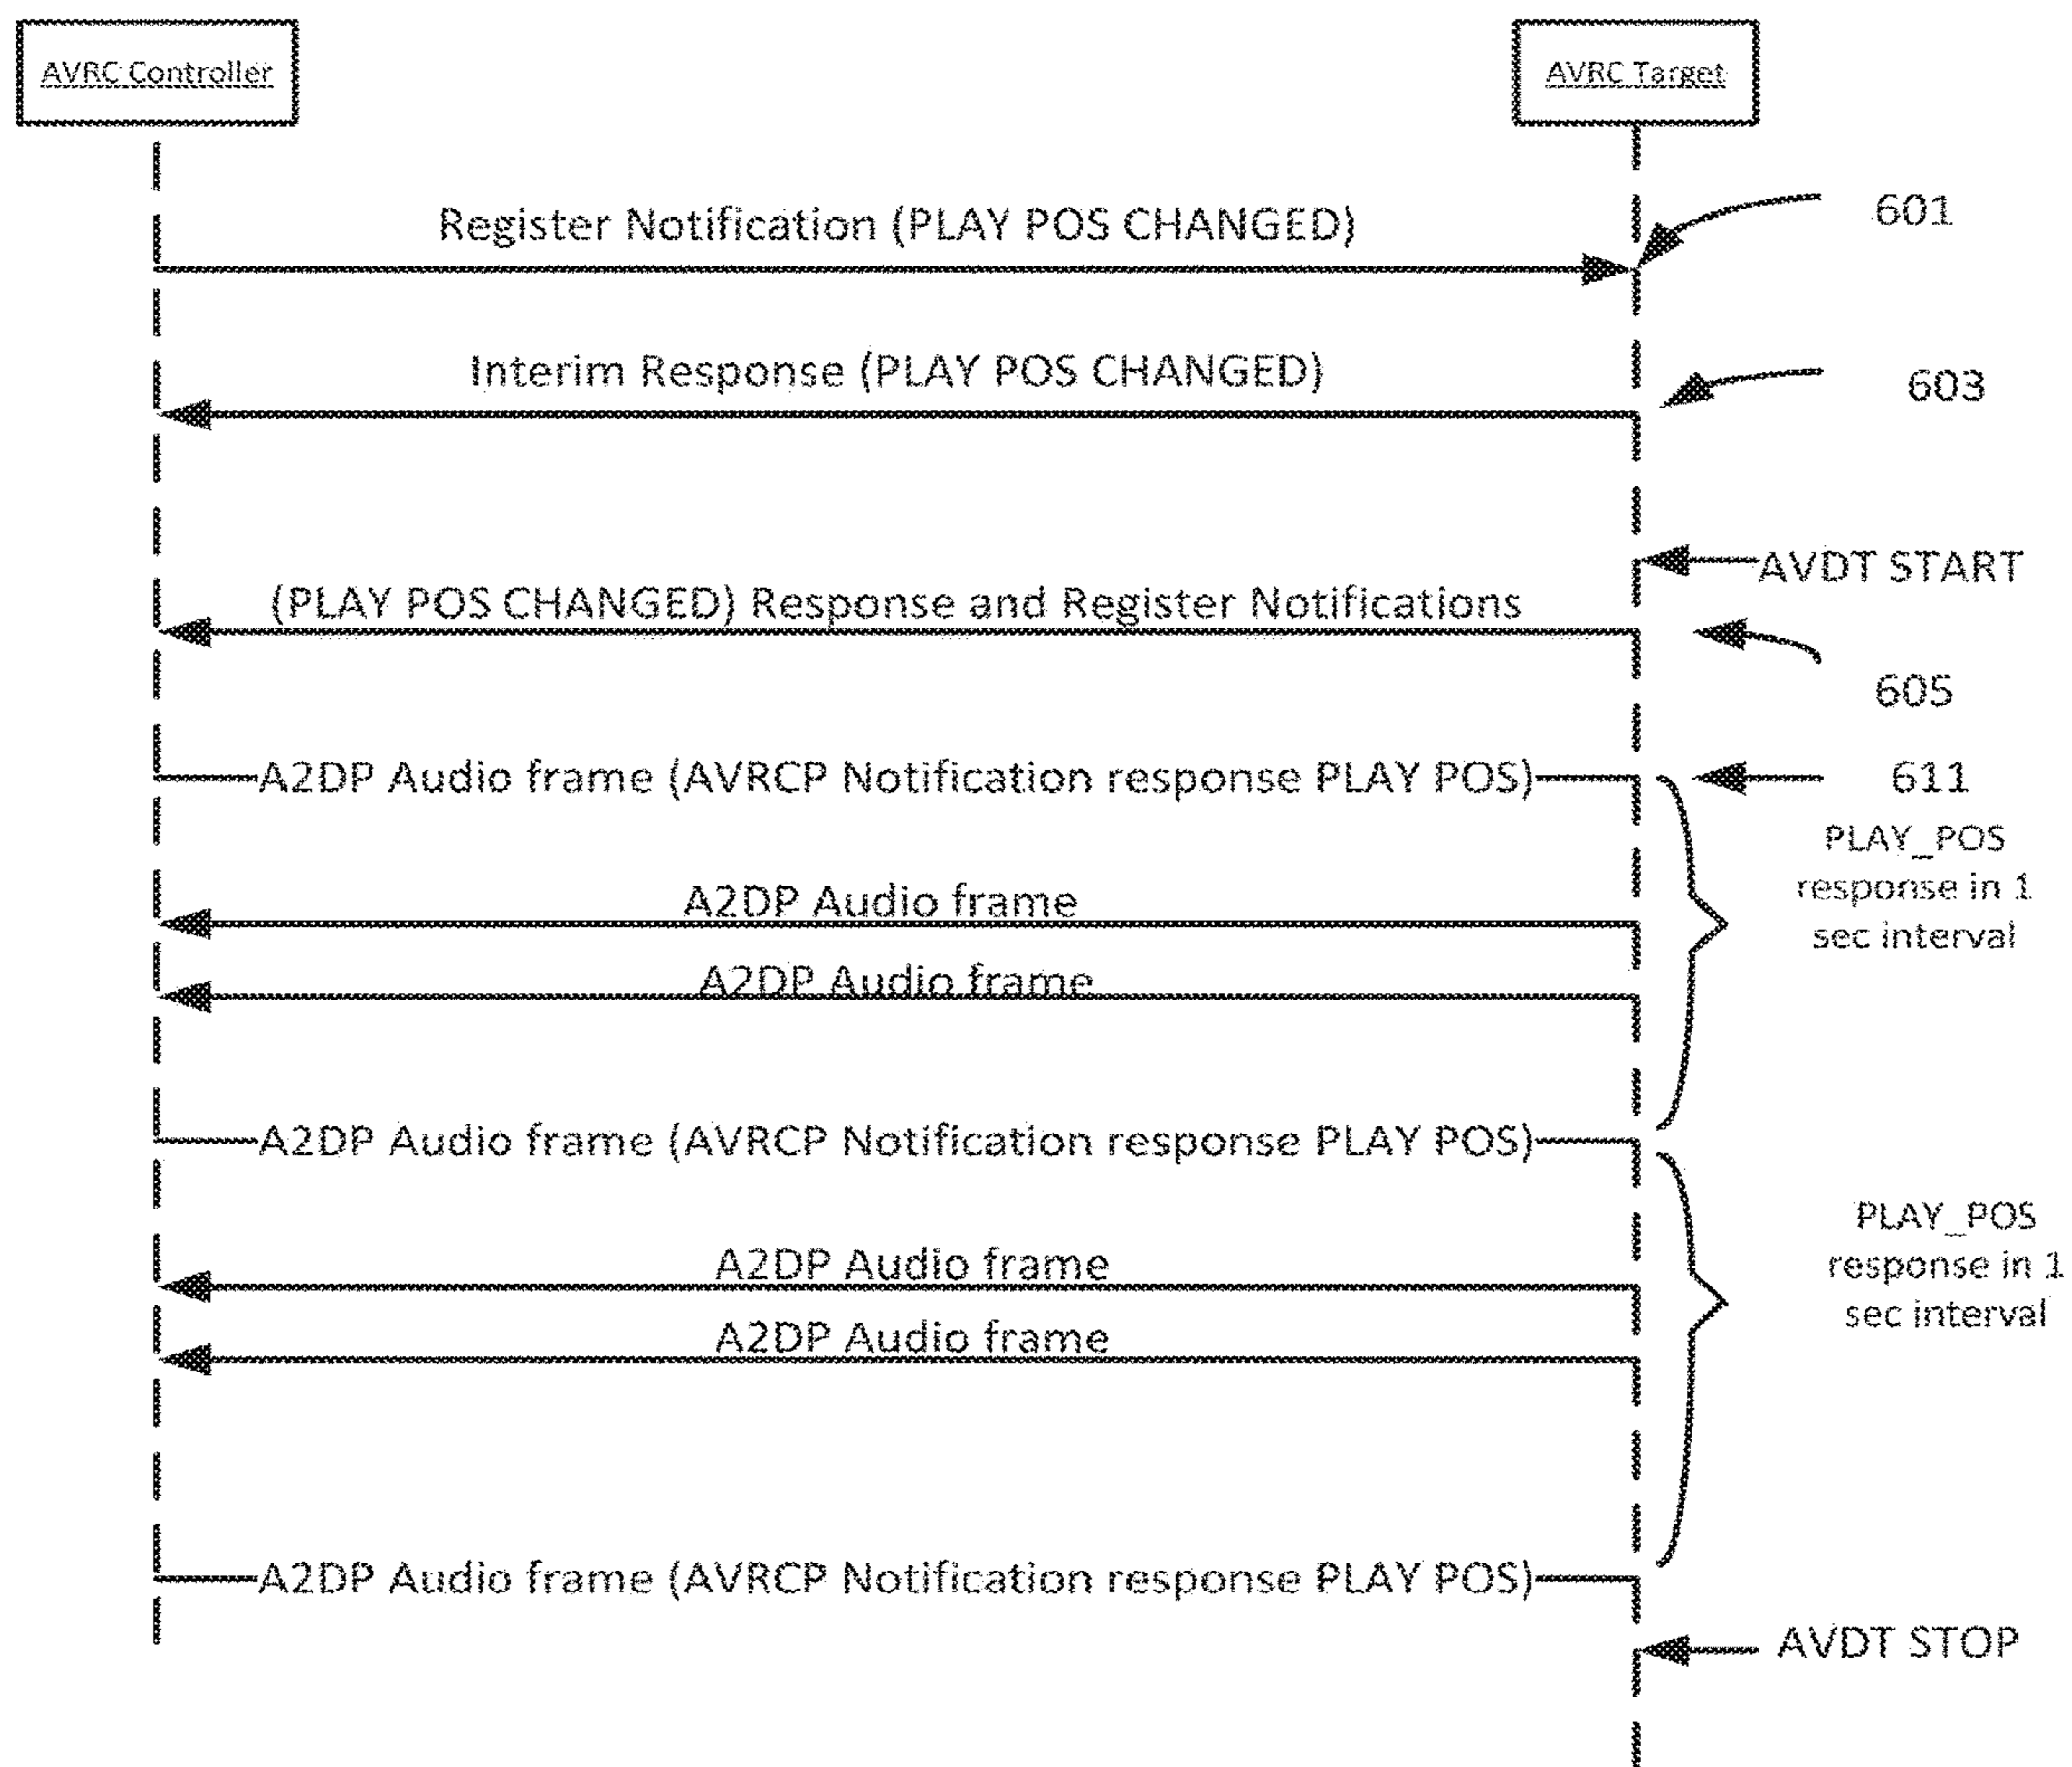 AVRC Controller
AVRC Target
Register Notification (PLAY POS CHANGED)
601
Interim Response (PLAY POS CHANGED)
603
AVDT START
(PLAY POS CHANGED) Response and Register Notifications
605
A2DP Audio frame (AVRCP Notification response PLAY POS)
611
PLAY_POS
response in 1
sec interval
A2DP Audio frame
A2DP Audio frame
A2DP Audio frame (AVRCP Notification response PLAY POS)
PLAY_POS
response in 1
sec interval
A2DP Audio frame
A2DP Audio frame
A2DP Audio frame (AVRCP Notification response PLAY POS)
AVDT STOP